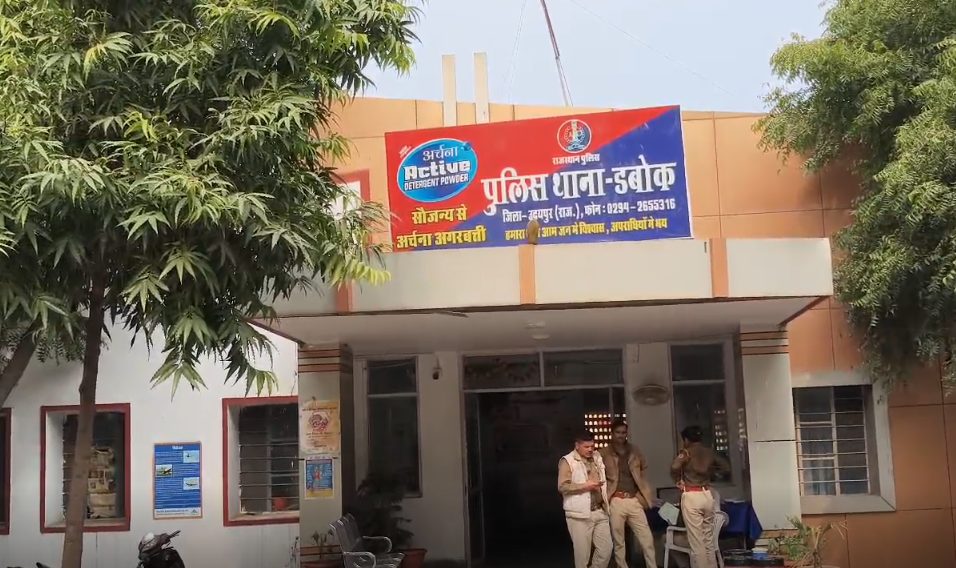 अर्चना
Active
DETERGENT POWDER
सौजन्य से
अर्चना अगरबत्ती
राजस्थान पुलिस
पुलिस थाना-डबोक
जिला- उदयपुर (राज.), फोन: 0294-2655316
हमारा आम जन मे विश्वास, अपराधियों मे भय